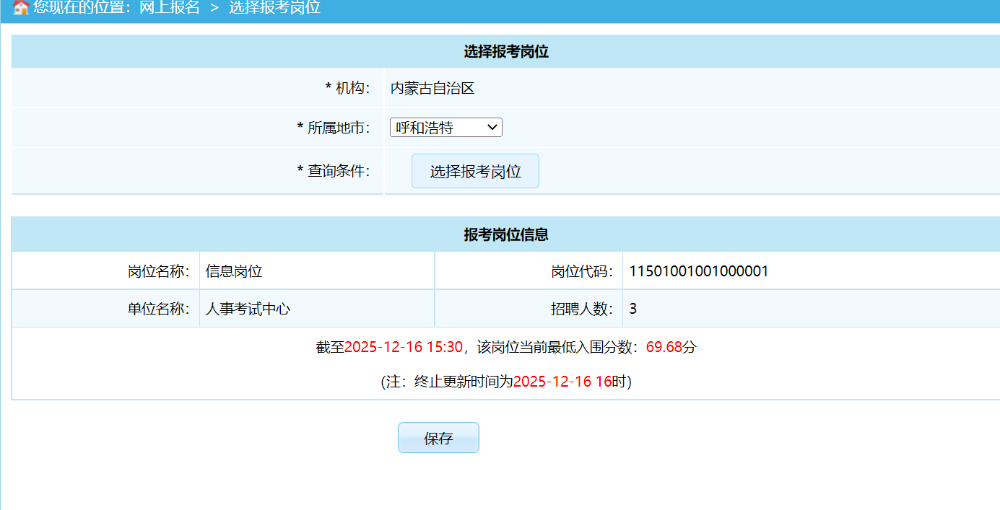 您现在的位置：网上报名 > 选择报考岗位
选择报考岗位
* 机构： 内蒙古自治区
* 所属地市： 呼和浩特
* 查询条件： 选择报考岗位
报考岗位信息
岗位名称： 信息岗位 岗位代码： 11501001001000001
单位名称： 人事考试中心 招聘人数： 3
截至2025-12-16 15:30，该岗位当前最低入围分数：69.68分
(注：终止更新时间为2025-12-16 16时)
保存